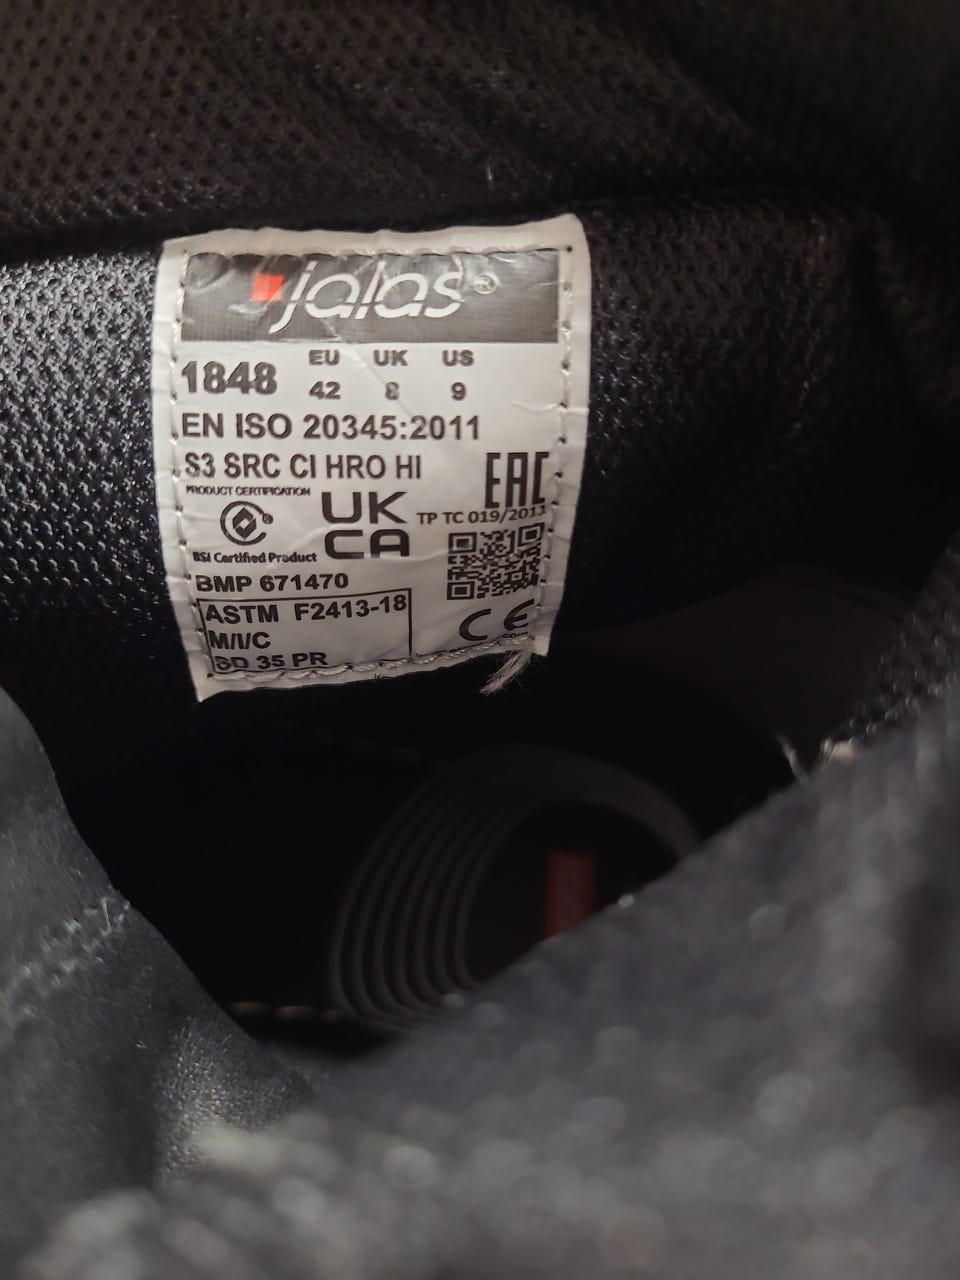 jalas®
EU UK US
1848 42 8 9
EN ISO 20345:2011
S3 SRC CI HRO HI
EAC
PRODUCT CERTIFICATION
UK
CA
TP TC 019/2011
BSI Certified Product
BMP 671470
ASTM F2413-18
M/I/C
SD 35 PR
CE